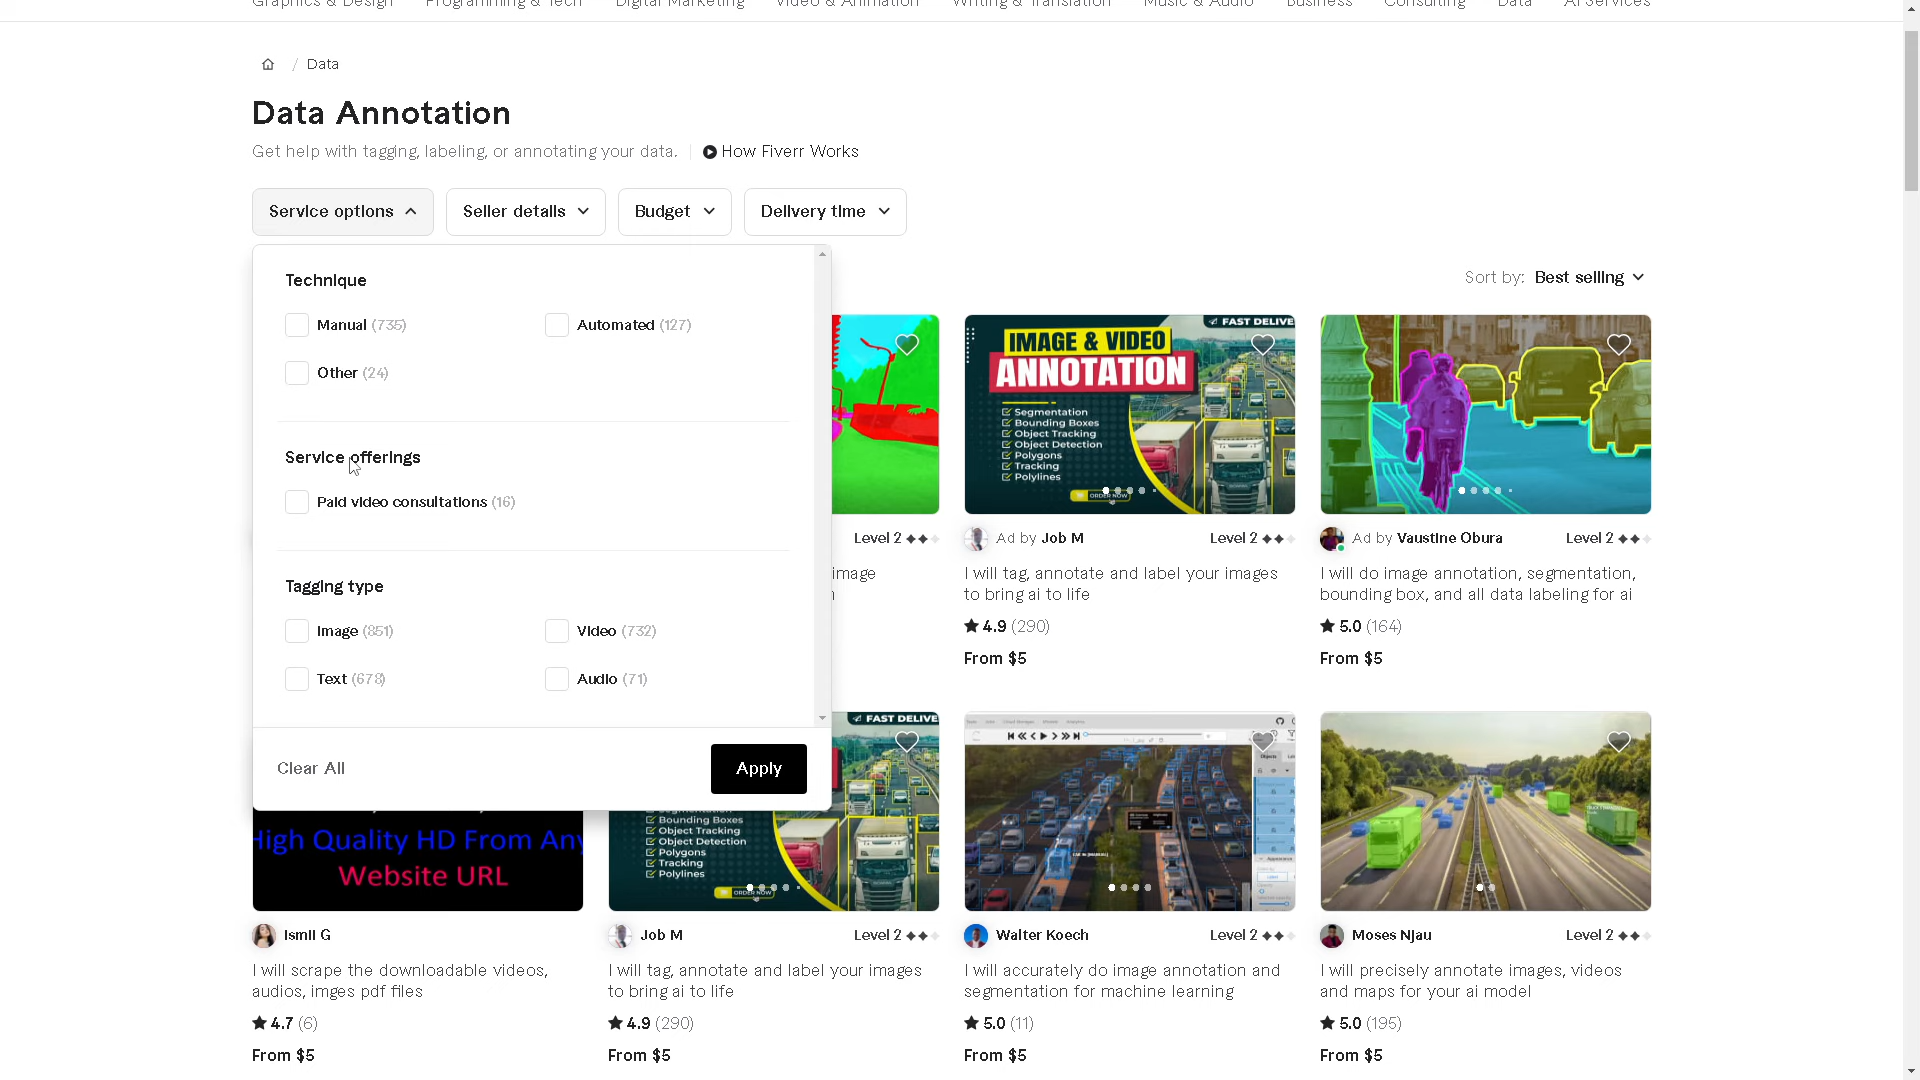 Graphics & Design Programming & Tech Digital Marketing Video & Animation Writing & Translation Music & Audio Business Consulting Data AI Services
/ Data
Data Annotation
Get help with tagging, labeling, or annotating your data. How Fiverr Works
Service options Seller details Budget Delivery time
Technique
Manual (735) Automated (127)
Other (24)
Service offerings
Paid video consultations (16)
Tagging type
Image (851) Video (732)
Text (678) Audio (71)
Clear All Apply
Sort by: Best selling
FAST DELIVE
IMAGE & VIDEO
ANNOTATION
Segmentation
Bounding Boxes
Object Tracking
Object Detection
Polygons
Tracking
Polylines
ORDER NOW
Level 2 Ad by Job M Level 2 Ad by Vaustine Obura Level 2
image I will tag, annotate and label your images I will do image annotation, segmentation,
to bring ai to life bounding box, and all data labeling for ai
4.9 (290) 5.0 (164)
From $5 From $5
FAST DELIVE
High Quality HD From Any
Website URL
Bounding Boxes
Object Tracking
Object Detection
Polygons
Tracking
Polylines
ORDER NOW
Ismil G Job M Level 2 Walter Koech Level 2 Moses Njau Level 2
I will scrape the downloadable videos, I will tag, annotate and label your images I will accurately do image annotation and I will precisely annotate images, videos
audios, imges pdf files to bring ai to life segmentation for machine learning and maps for your ai model
4.7 (6) 4.9 (290) 5.0 (11) 5.0 (195)
From $5 From $5 From $5 From $5